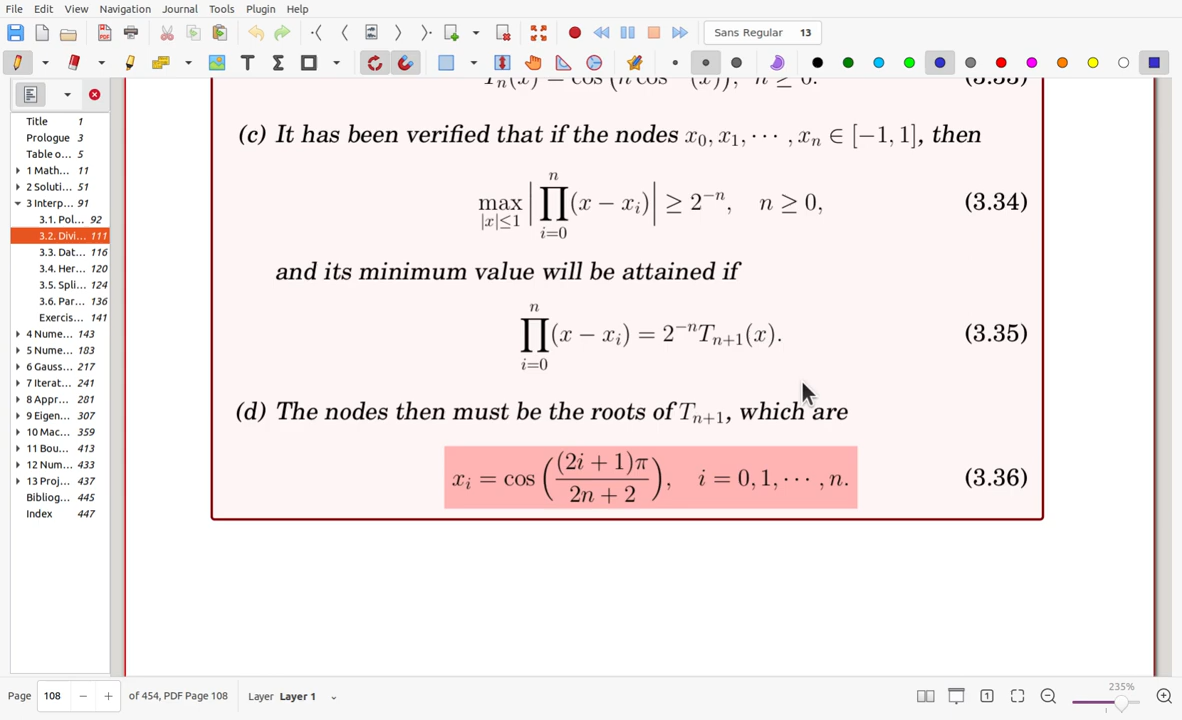 File Edit View Navigation Journal Tools Plugin Help
Sans Regular 13
Title 1
Prologue 3
Table o... 5
1 Math... 11
2 Soluti... 51
3 Interp... 91
3.1. Pol... 92
3.2. Divi... 111
3.3. Dat... 116
3.4. Her... 120
3.5. Spli... 124
3.6. Par... 136
Exercis... 141
4 Nume... 143
5 Nume... 183
6 Gauss... 217
7 Iterat... 241
8 Appr... 281
9 Eigen... 307
10 Mac... 359
11 Bou... 413
12 Num... 433
13 Proj... 437
Bibliog... 445
Index 447
(c) It has been verified that if the nodes x₀, x₁, ⋯ , xₙ ∈ [−1, 1], then
max_{|x|≤1} |∏_{i=0}^{n} (x − x_i)| ≥ 2^{−n}, n ≥ 0, (3.34)
and its minimum value will be attained if
∏_{i=0}^{n} (x − x_i) = 2^{−n}T_{n+1}(x). (3.35)
(d) The nodes then must be the roots of T_{n+1}, which are
x_i = cos((2i + 1)π / (2n + 2)), i = 0, 1, ⋯ , n. (3.36)
Page 108 − + of 454, PDF Page 108 Layer Layer 1 235%